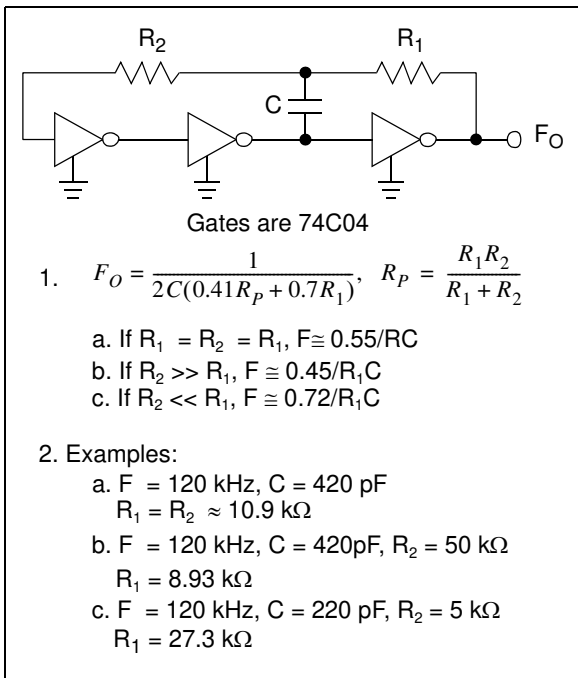 R2 R1
C
FO
Gates are 74C04
1. FO = 1 / 2C(0.41RP + 0.7R1), RP = R1R2 / R1 + R2
a. If R1 = R2 = R1, F≅ 0.55/RC
b. If R2 >> R1, F ≅ 0.45/R1C
c. If R2 << R1, F ≅ 0.72/R1C
2. Examples:
a. F = 120 kHz, C = 420 pF
R1 = R2 ≈ 10.9 kΩ
b. F = 120 kHz, C = 420pF, R2 = 50 kΩ
R1 = 8.93 kΩ
c. F = 120 kHz, C = 220 pF, R2 = 5 kΩ
R1 = 27.3 kΩ